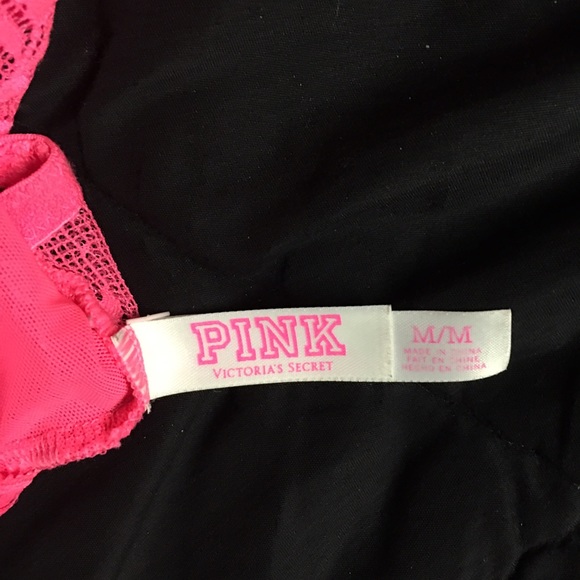 PINK
VICTORIA'S SECRET
M/M
MADE IN CHINA
FAIT EN CHINE
HECHO EN CHINA